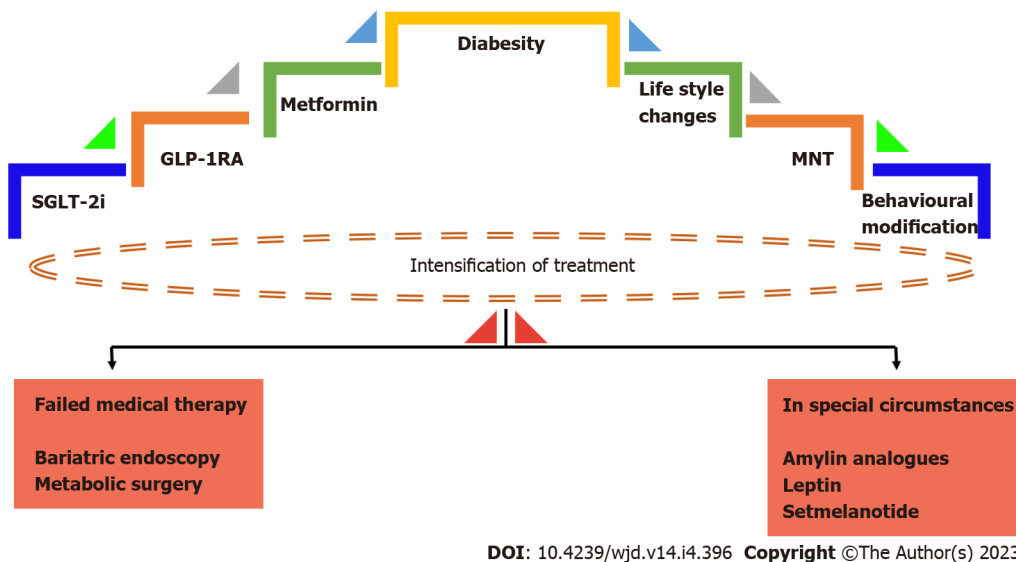 Diabesity
Metformin
Life style
changes
GLP-1RA
MNT
SGLT-2i
Behavioural
modification
Intensification of treatment
Failed medical therapy
Bariatric endoscopy
Metabolic surgery
In special circumstances
Amylin analogues
Leptin
Setmelanotide
DOI: 10.4239/wjd.v14.i4.396 Copyright ©The Author(s) 2023